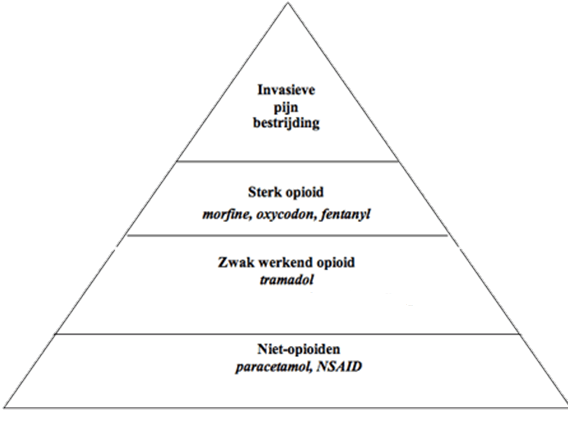 Invasieve
pijn
bestrijding
Sterk opioid
morfine, oxycodon, fentanyl
Zwak werkend opioid
tramadol
Niet-opioiden
paracetamol, NSAID